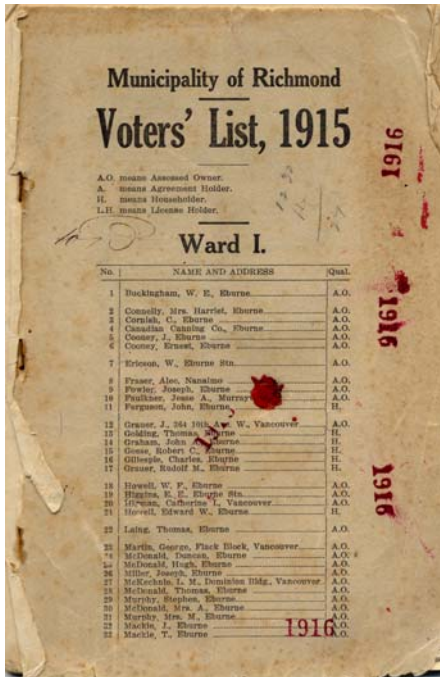 Municipality of Richmond
Voters' List, 1915
A.O. means Assessed Owner.
A. means Agreement Holder.
H. means Householder.
L.H. means License Holder.
Ward I.
No. NAME AND ADDRESS Qual.
1 Buckingham, W. E., Eburne A.O.
2 Connelly, Mrs. Harriet, Eburne A.O.
3 Cornish, C., Eburne A.O.
4 Canadian Canning Co., Eburne A.O.
5 Cooney, J., Eburne A.O.
6 Cooney, Ernest, Eburne A.O.
7 Ericson, W., Eburne Stn. A.O.
8 Fraser, Alec, Nanaimo A.O.
9 Fowler, Joseph, Eburne A.O.
10 Faulkner, Jesse A., Murray A.O.
11 Ferguson, John, Eburne H.
12 Grauer, J., 364 10th W., Vancouver A.O.
13 Golding, Thomas, Eburne H.
14 Graham, John Eburne H.
15 Geese, Robert C., Eburne H.
16 Gillespie, Charles, Eburne H.
17 Grauer, Rudolf M., Eburne H.
18 Howell, W. F., Eburne A.O.
19 Higgins, E. E., Eburne Stn. A.O.
20 Catherine Vancouver A.O.
21 Howell, Edward W., Eburne H.
22 Laing, Thomas, Eburne A.O.
23 Martin, George, Flack Block, Vancouver A.O.
McDonald, Duncan, Eburne A.O.
McDonald, Hugh, Eburne A.O.
26 Miller, Joseph, Eburne A.O.
27 McKechnie, L. M., Dominion Bldg., Vancouver A.O.
28 McDonald, Thomas, Eburne A.O.
29 Murphy, Stephen, Eburne A.O.
30 McDonald, Mrs. A., Eburne A.O.
31 Murphy, Mrs. M., Eburne A.O.
32 Mackie, J., Eburne A.O.
33 Mackie, T., Eburne A.O.
1916
1916
1916
1916